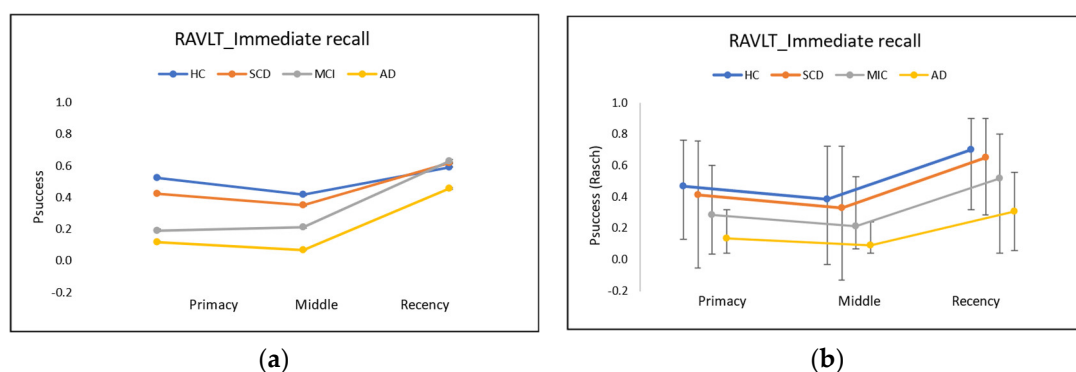 RAVLT_Immediate recall
HC SCD MCI AD
Psuccess
1.0
0.8
0.6
0.4
0.2
0.0
-0.2
Primacy Middle Recency
(a)
RAVLT_Immediate recall
HC SCD MIC AD
Psuccess (Rasch)
1.0
0.8
0.6
0.4
0.2
0.0
-0.2
Primacy Middle Recency
(b)